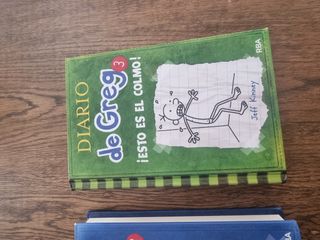 DIARIO
de Greg 3
¡ESTO ES EL COLMO!
Jeff Kinney
RBA